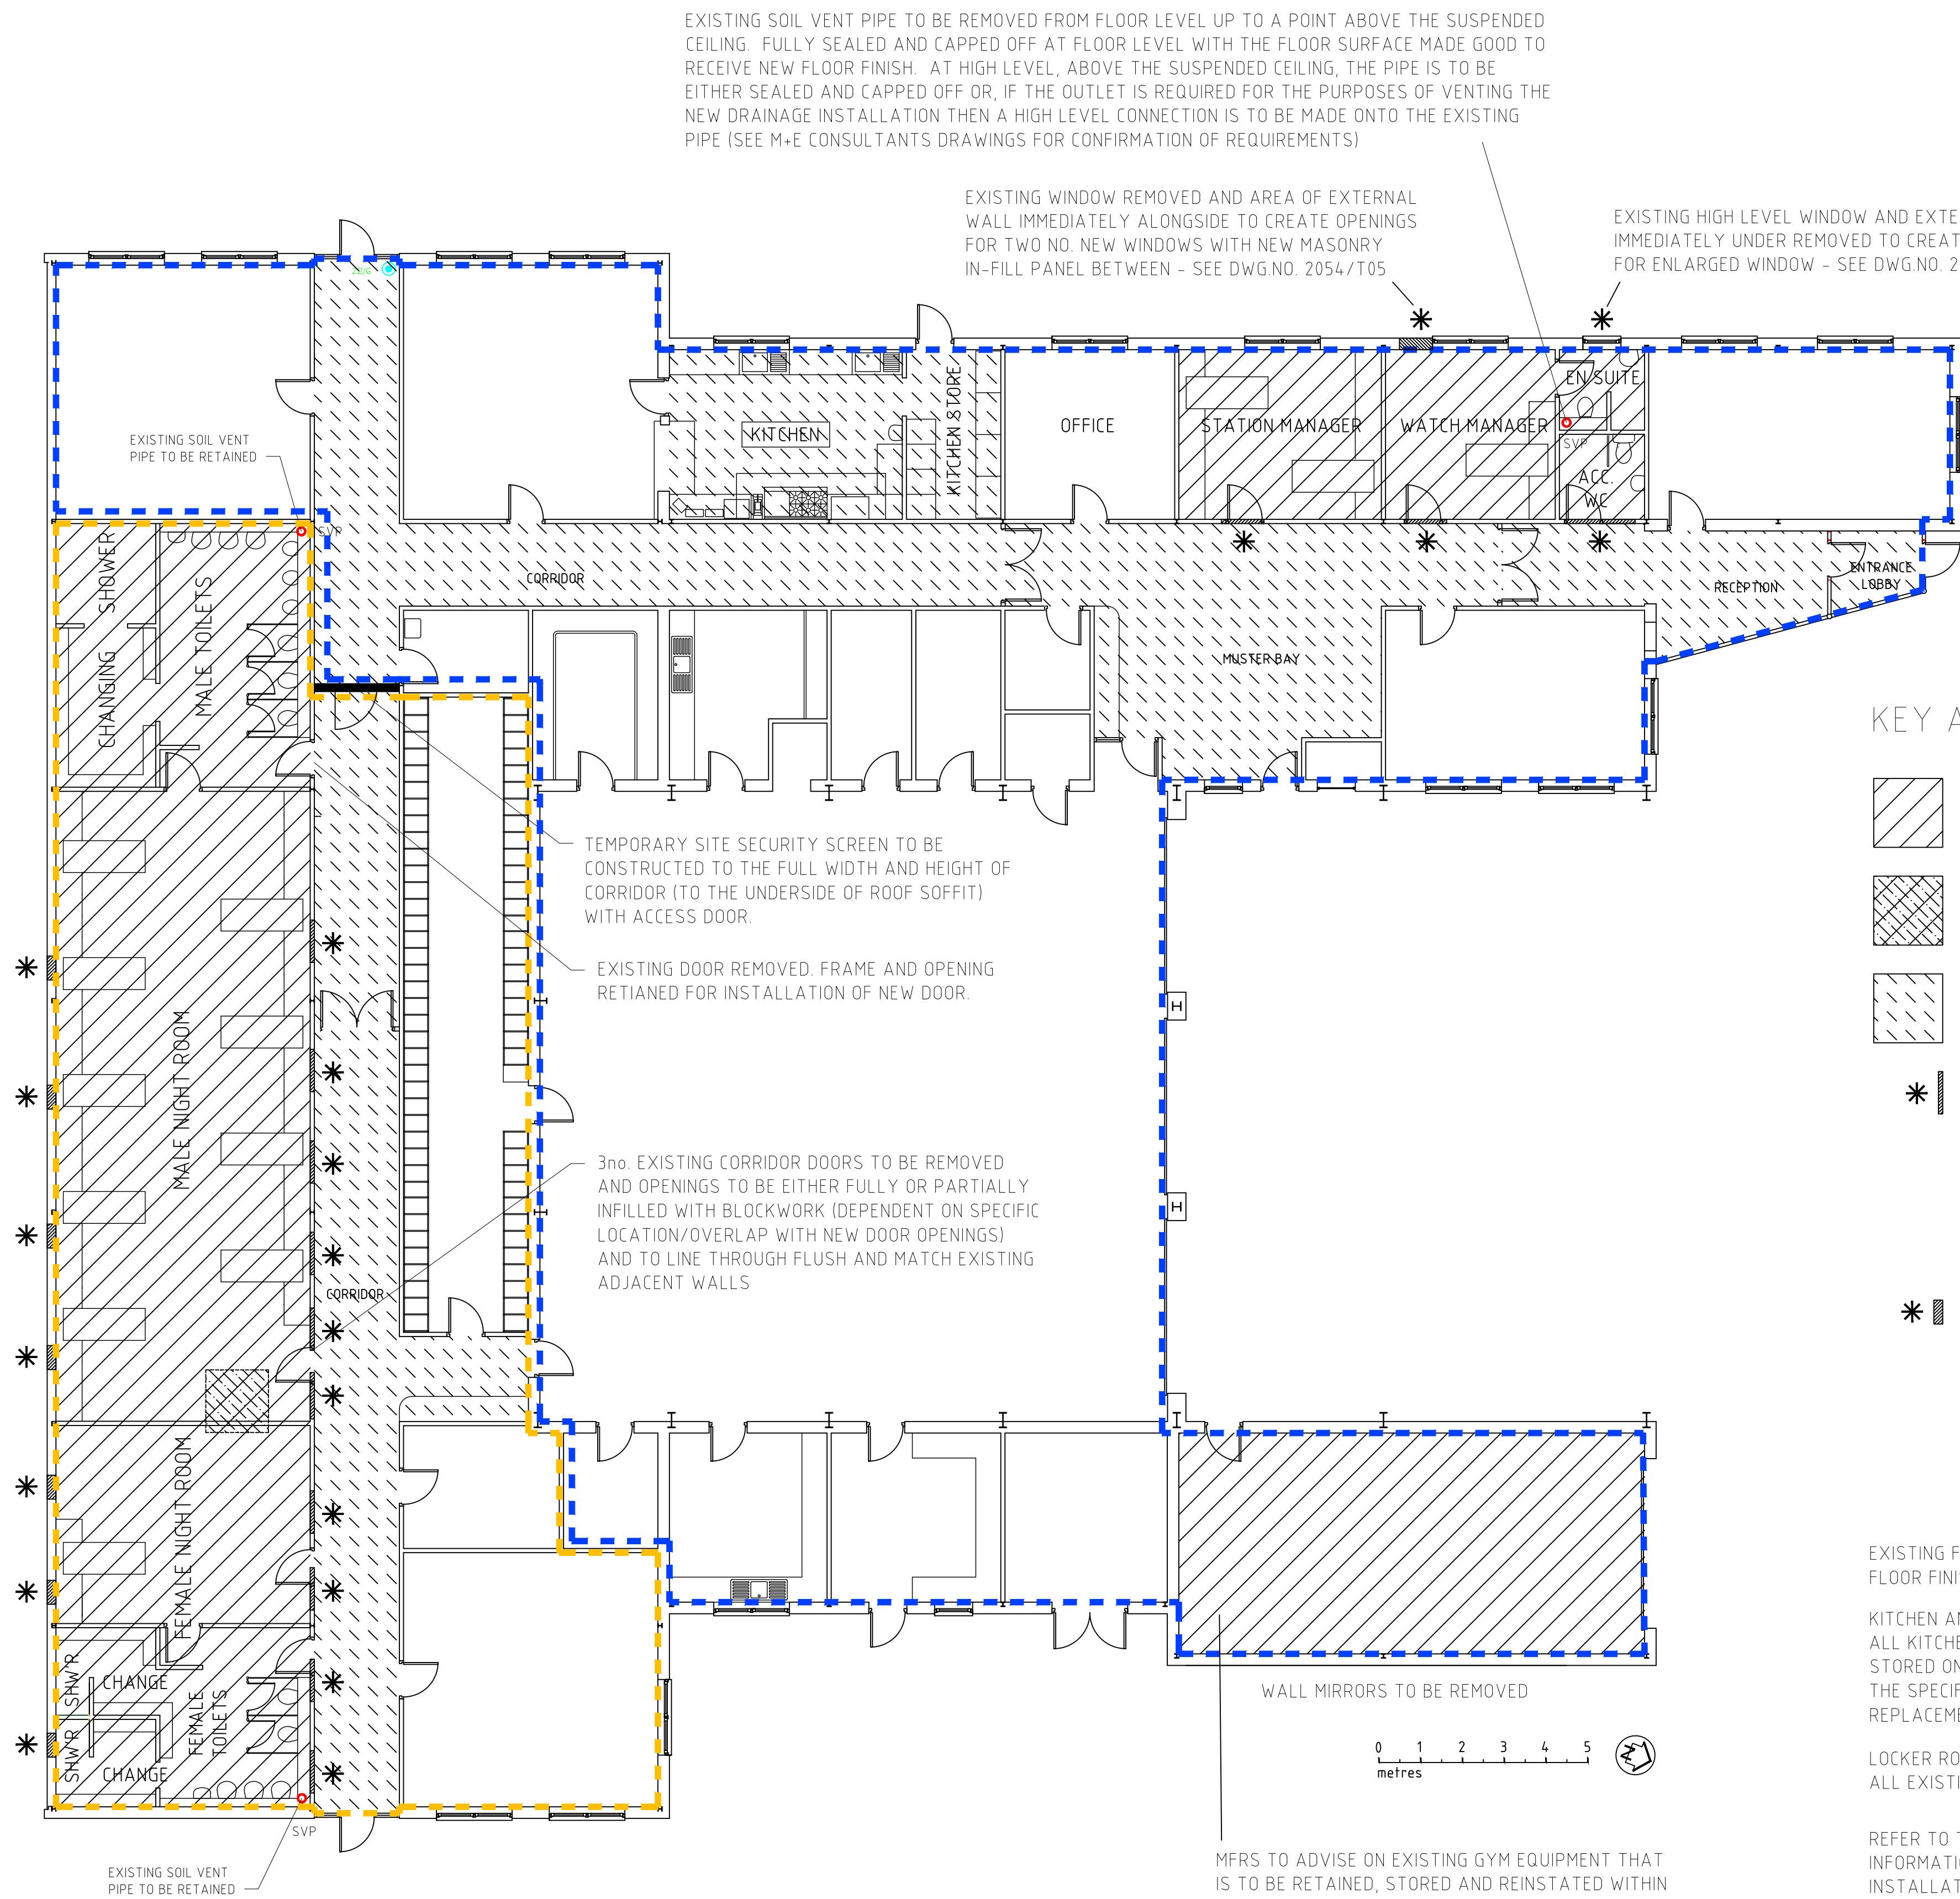 EXISTING SOIL VENT PIPE TO BE REMOVED FROM FLOOR LEVEL UP TO A POINT ABOVE THE SUSPENDED
CEILING. FULLY SEALED AND CAPPED OFF AT FLOOR LEVEL WITH THE FLOOR SURFACE MADE GOOD TO
RECEIVE NEW FLOOR FINISH. AT HIGH LEVEL, ABOVE THE SUSPENDED CEILING, THE PIPE IS TO BE
EITHER SEALED AND CAPPED OFF OR, IF THE OUTLET IS REQUIRED FOR THE PURPOSES OF VENTING THE
NEW DRAINAGE INSTALLATION THEN A HIGH LEVEL CONNECTION IS TO BE MADE ONTO THE EXISTING
PIPE (SEE M+E CONSULTANTS DRAWINGS FOR CONFIRMATION OF REQUIREMENTS)
EXISTING WINDOW REMOVED AND AREA OF EXTERNAL
WALL IMMEDIATELY ALONGSIDE TO CREATE OPENINGS
FOR TWO NO. NEW WINDOWS WITH NEW MASONRY
IN-FILL PANEL BETWEEN - SEE DWG.NO. 2054/T05
EXISTING HIGH LEVEL WINDOW AND EXTE
IMMEDIATELY UNDER REMOVED TO CREAT
FOR ENLARGED WINDOW - SEE DWG.NO. 2
EXISTING SOIL VENT
PIPE TO BE RETAINED
SVP
KITCHEN
KITCHEN STORE
OFFICE
STATION MANAGER
WATCH MANAGER
EN SUITE
SVP
ACC.
WC
CHANGING
SHOWER
MALE TOILETS
CORRIDOR
RECEPTION
ENTRANCE
LOBBY
MUSTER BAY
KEY A
TEMPORARY SITE SECURITY SCREEN TO BE
CONSTRUCTED TO THE FULL WIDTH AND HEIGHT OF
CORRIDOR (TO THE UNDERSIDE OF ROOF SOFFIT)
WITH ACCESS DOOR.
EXISTING DOOR REMOVED. FRAME AND OPENING
RETIANED FOR INSTALLATION OF NEW DOOR.
MALE NIGHT ROOM
3no. EXISTING CORRIDOR DOORS TO BE REMOVED
AND OPENINGS TO BE EITHER FULLY OR PARTIALLY
INFILLED WITH BLOCKWORK (DEPENDENT ON SPECIFIC
LOCATION/OVERLAP WITH NEW DOOR OPENINGS)
AND TO LINE THROUGH FLUSH AND MATCH EXISTING
ADJACENT WALLS
CORRIDOR
FEMALE NIGHT ROOM
SHW'R
SHW'R
CHANGE
CHANGE
FEMALE
TOILETS
SVP
EXISTING SOIL VENT
PIPE TO BE RETAINED
WALL MIRRORS TO BE REMOVED
0 1 2 3 4 5
metres
N
MFRS TO ADVISE ON EXISTING GYM EQUIPMENT THAT
IS TO BE RETAINED, STORED AND REINSTATED WITHIN
EXISTING F
FLOOR FINI
KITCHEN AN
ALL KITCHE
STORED ON
THE SPECIF
REPLACEME
LOCKER RO
ALL EXISTI
REFER TO T
INFORMATIO
INSTALLAT